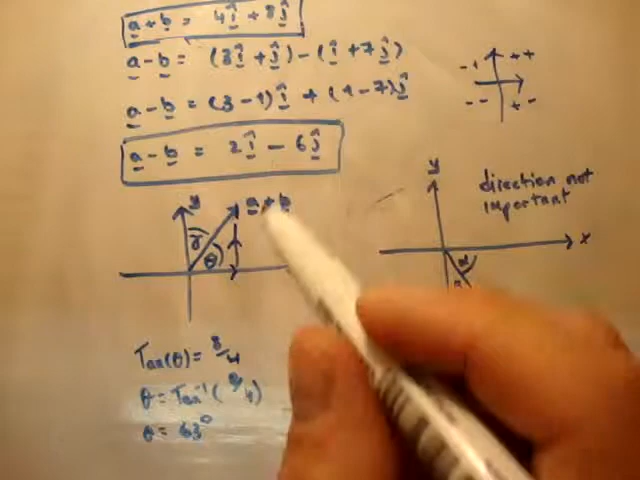 a + b = 4î + 8ĵ
a - b = (3î + ĵ) - (î + 7ĵ)
a - b = (3 - 1)î + (1 - 7)ĵ
a - b = 2î - 6ĵ
- + ++
-- + -
y
direction not
important
x
α
y
a + b
γ
θ
Tan(θ) = 8/4
θ = Tan⁻¹(8/4)
θ = 63°